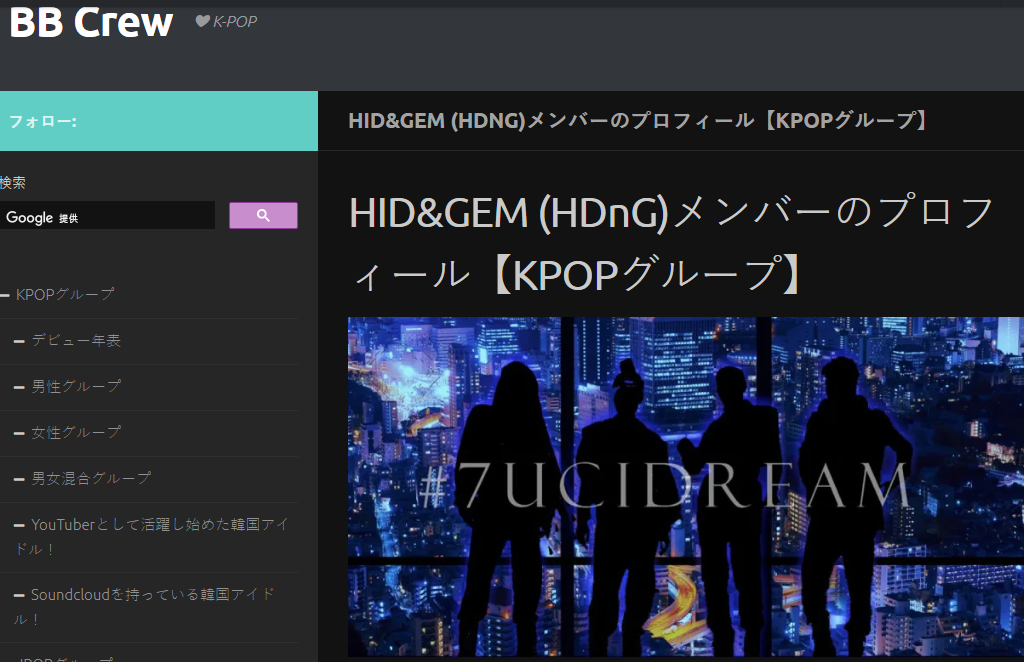 BB Crew
♥ K-POP
フォロー:
検索
Google 提供
KPOPグループ
デビュー年表
男性グループ
女性グループ
男女混合グループ
YouTuberとして活躍し始めた韓国アイ
ドル！
Soundcloudを持っている韓国アイド
ル！
HID&GEM (HDNG)メンバーのプロフィール【KPOPグループ】
HID&GEM (HDnG)メンバーのプロフ
ィール【KPOPグループ】
#7UCIDREAM